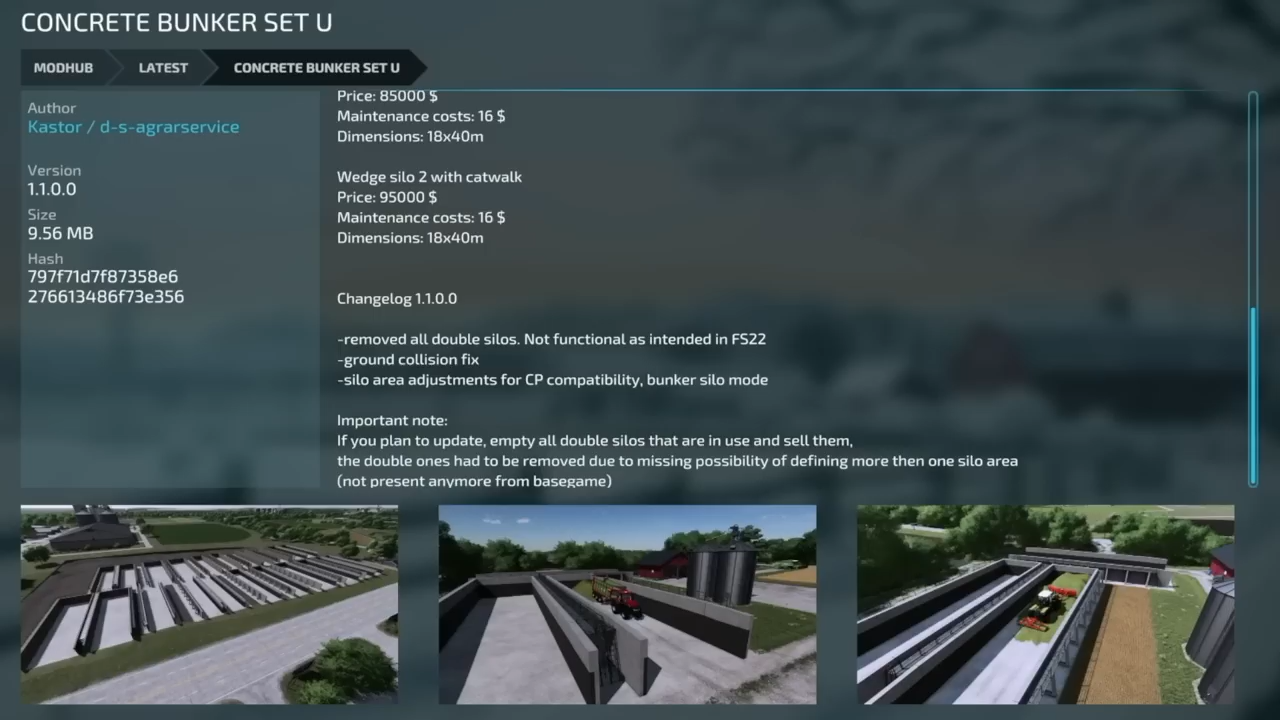 CONCRETE BUNKER SET U
MODHUB
LATEST
CONCRETE BUNKER SET U
Author
Kastor / d-s-agrarservice
Version
1.1.0.0
Size
9.56 MB
Hash
797f71d7f87358e6
276613486f73e356
Price: 85000 $
Maintenance costs: 16 $
Dimensions: 18x40m
Wedge silo 2 with catwalk
Price: 95000 $
Maintenance costs: 16 $
Dimensions: 18x40m
Changelog 1.1.0.0
-removed all double silos. Not functional as intended in FS22
-ground collision fix
-silo area adjustments for CP compatibility, bunker silo mode
Important note:
If you plan to update, empty all double silos that are in use and sell them,
the double ones had to be removed due to missing possibility of defining more then one silo area
(not present anymore from basegame)